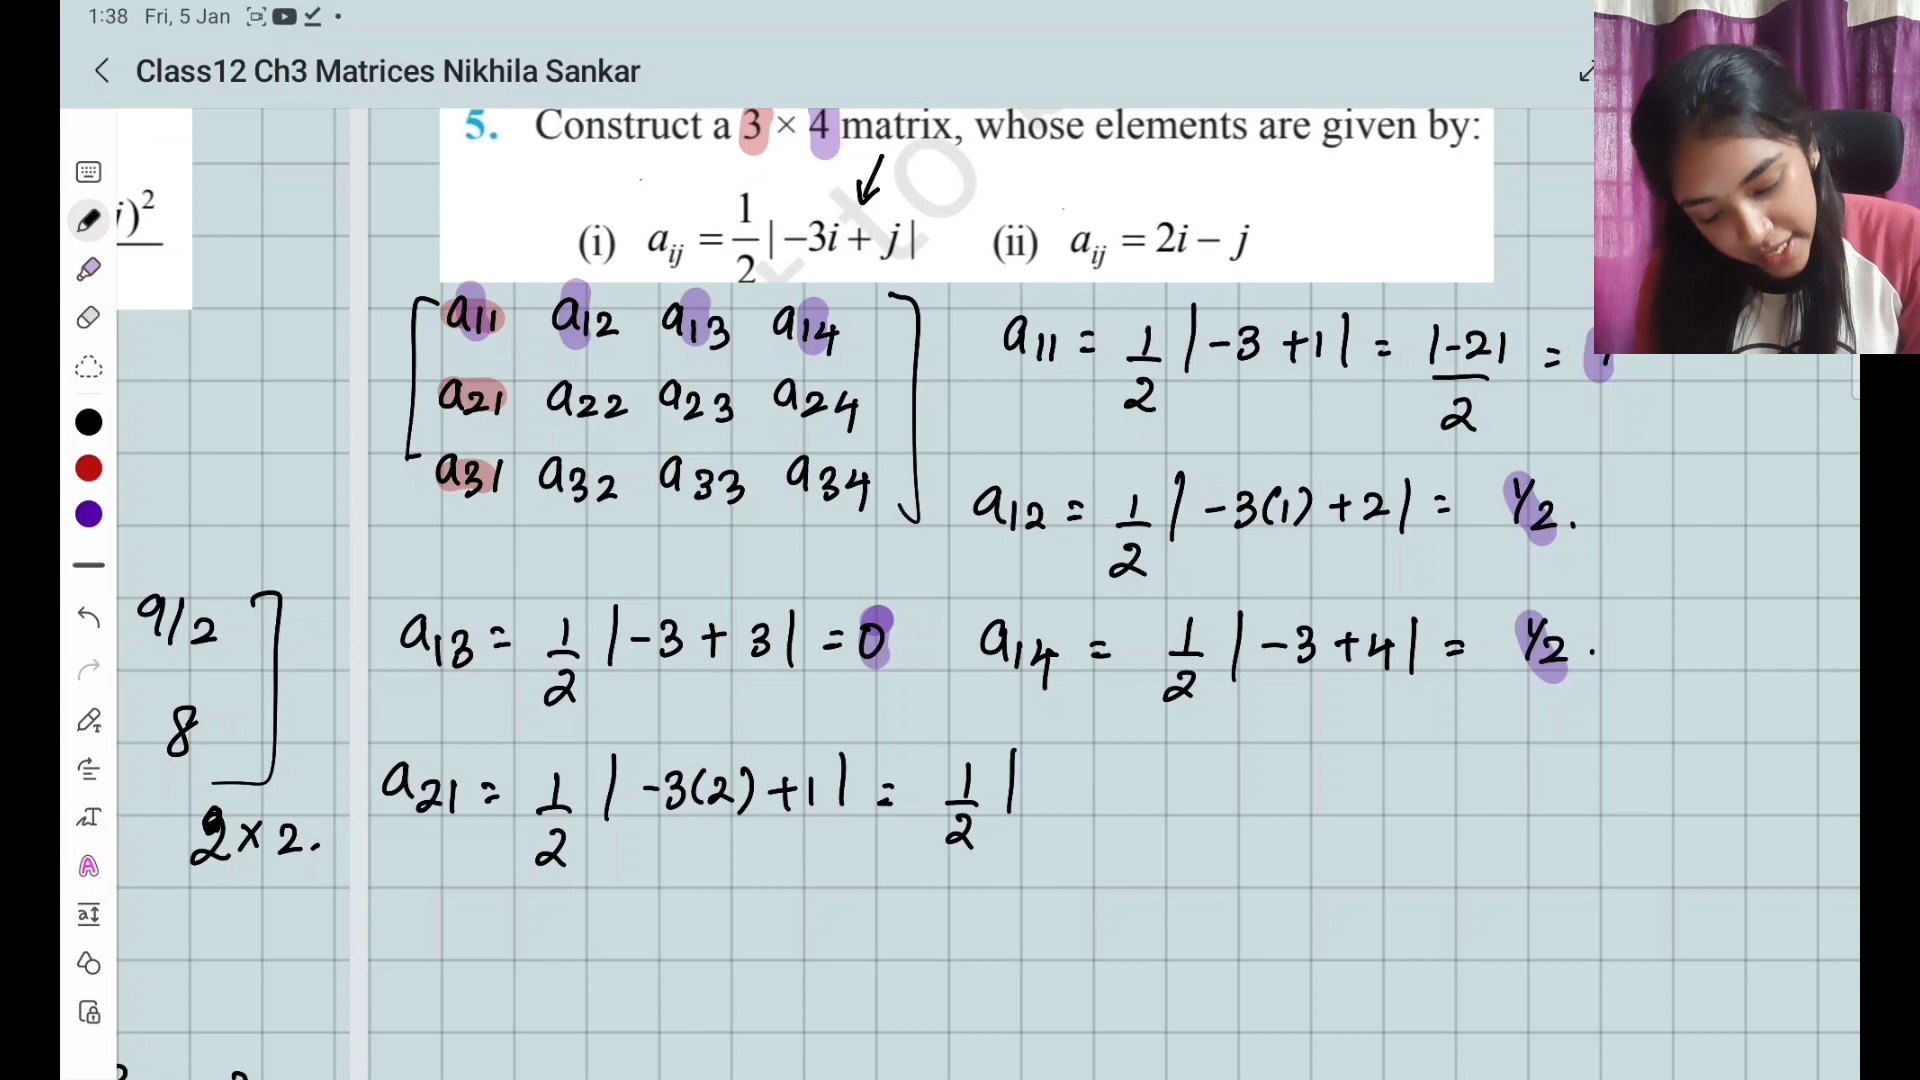 1:38 Fri, 5 Jan
Class12 Ch3 Matrices Nikhila Sankar
5. Construct a 3 × 4 matrix, whose elements are given by:
(i) aij = 1/2 |−3i + j| (ii) aij = 2i − j
a11 a12 a13 a14
a21 a22 a23 a24
a31 a32 a33 a34
a11 = 1/2 |-3 +1| = |-2|/2 =
a12 = 1/2 |-3(1) +2| = 1/2.
a13 = 1/2 |-3 + 3| = 0
a14 = 1/2 |-3 +4| = 1/2.
a21 = 1/2 |-3(2) +1| = 1/2 |
)2
9/2
8
2 × 2.